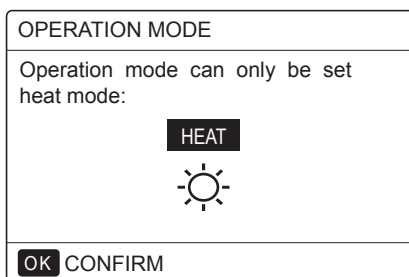 OPERATION MODE
Operation mode can only be set
heat mode:
HEAT
OK CONFIRM